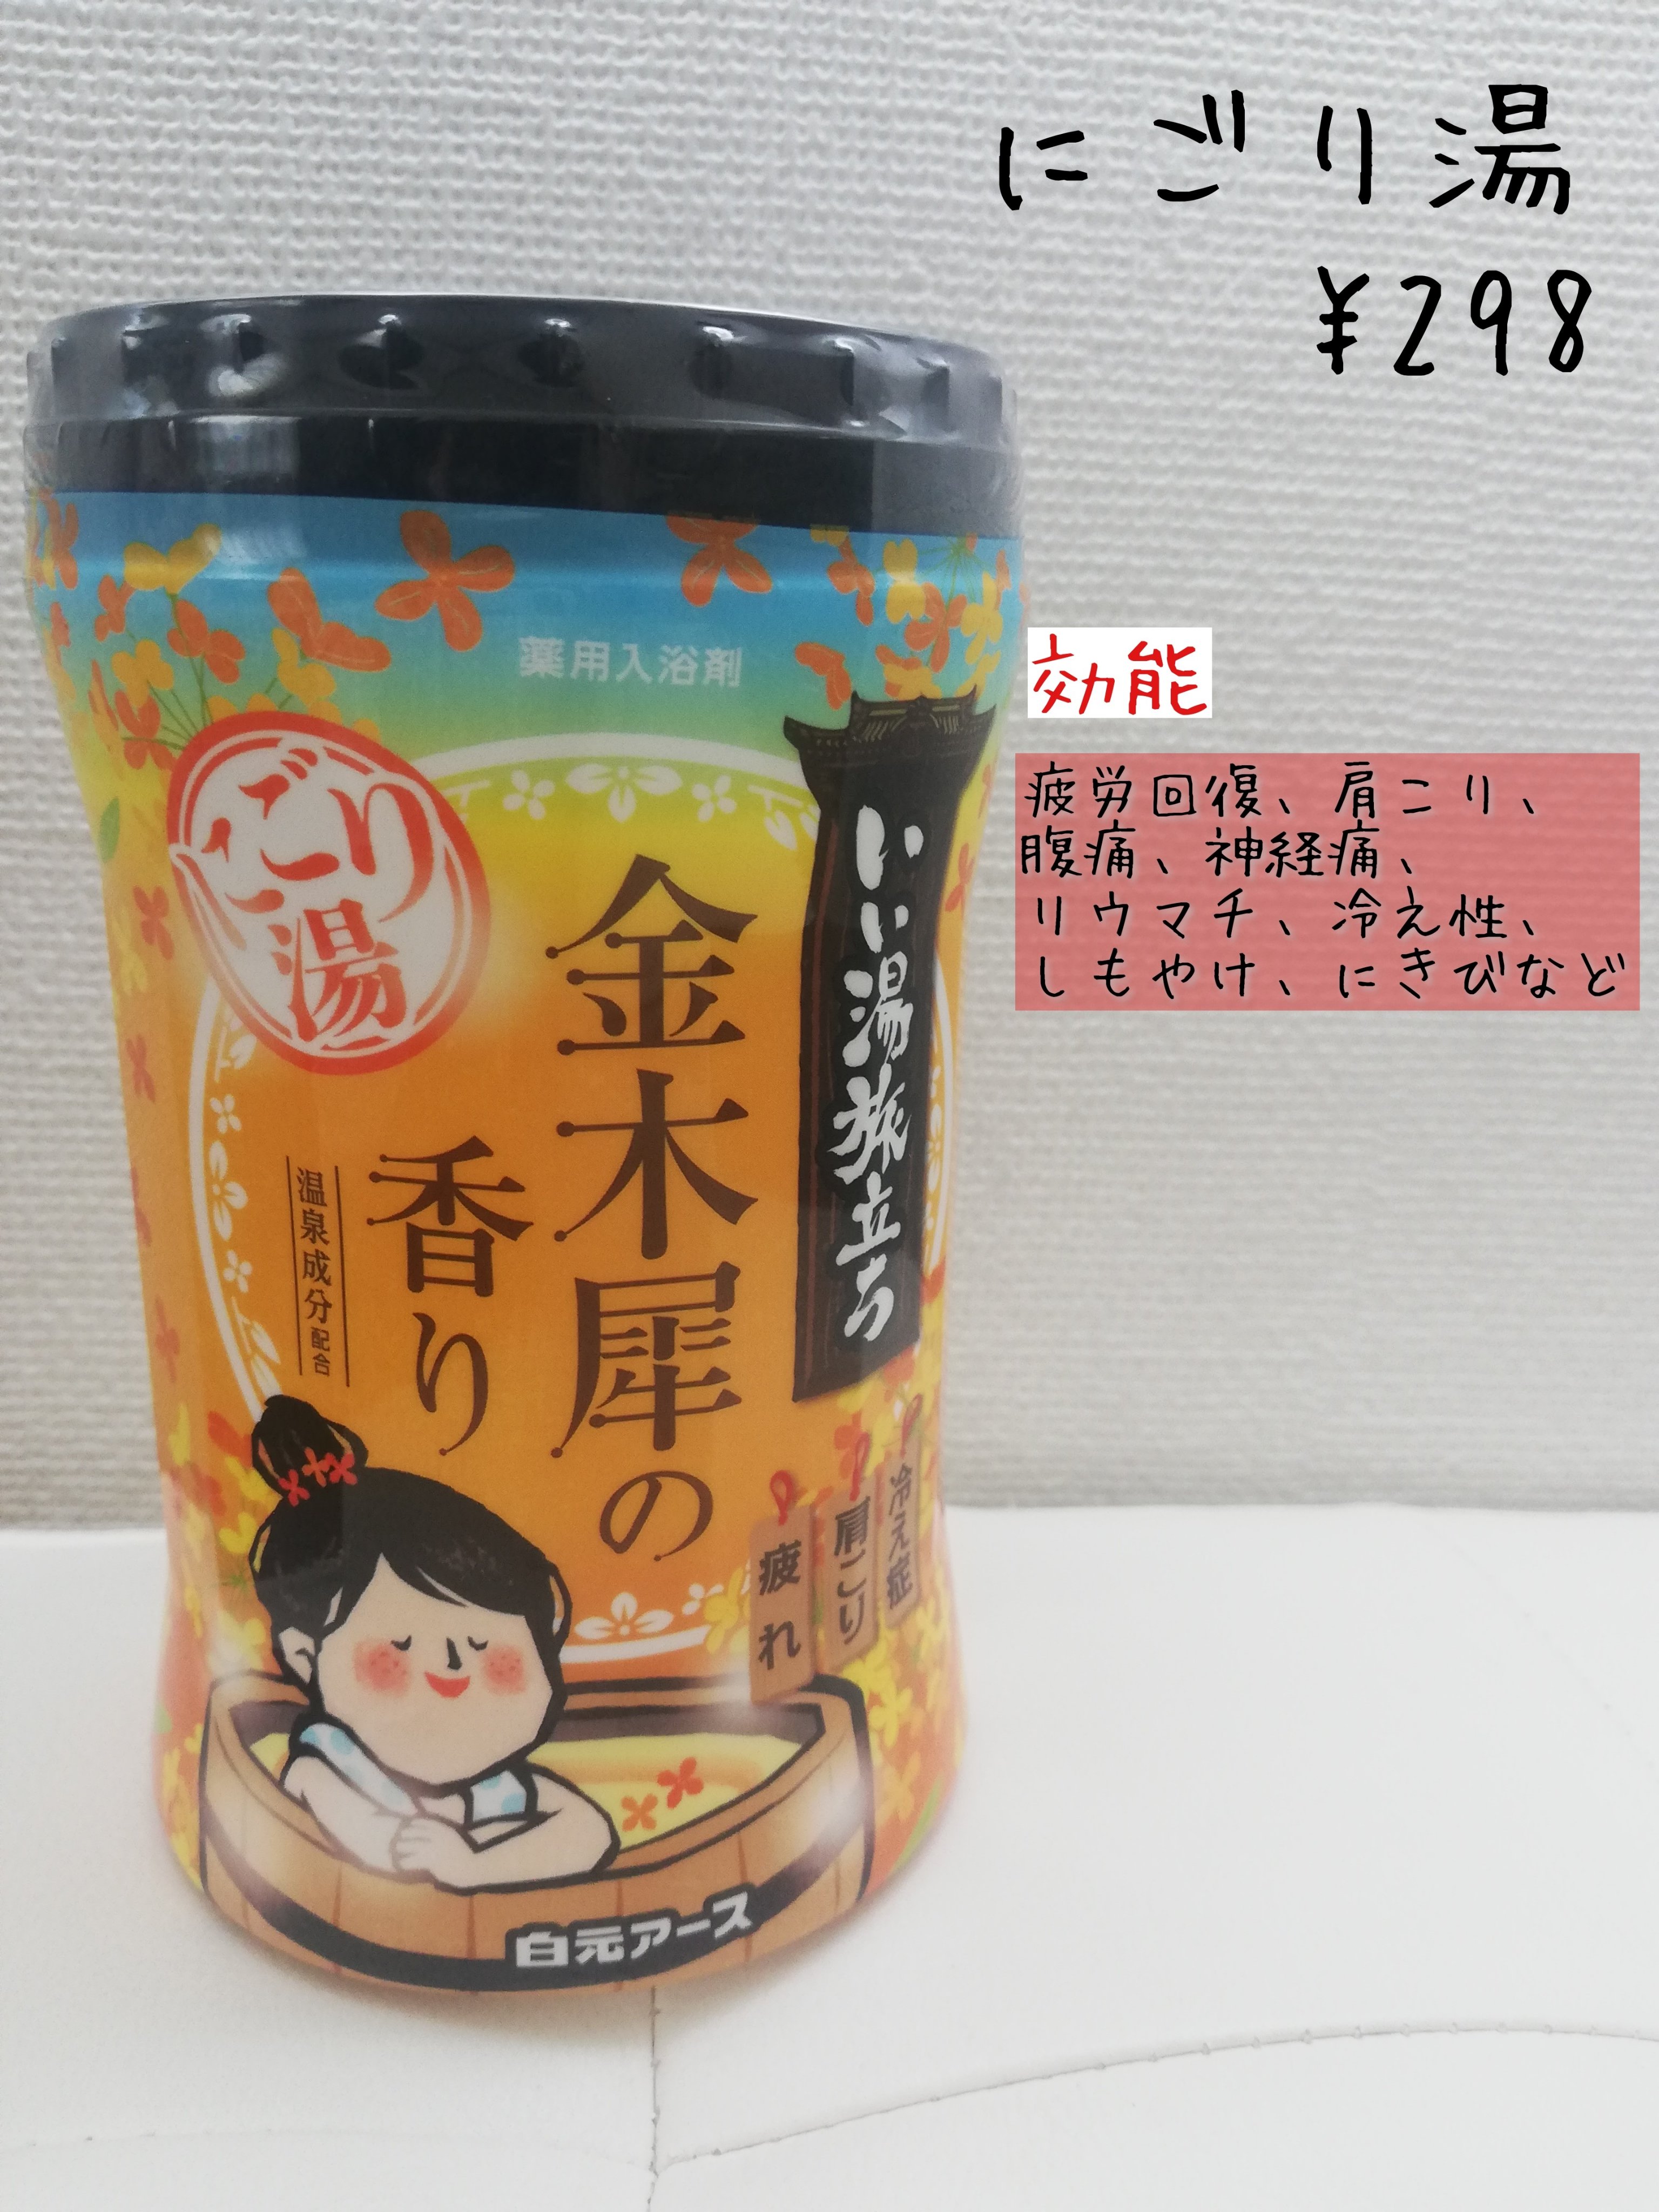 にごり湯
¥298
効能
疲労回復、肩こり、
腹痛、神経痛、
リウマチ、冷え性、
しもやけ、にきびなど
薬用入浴剤
いい湯旅立ち
にごり
湯
金木犀の
香り
温泉成分配合
冷え症
肩こり
疲れ
白元アース